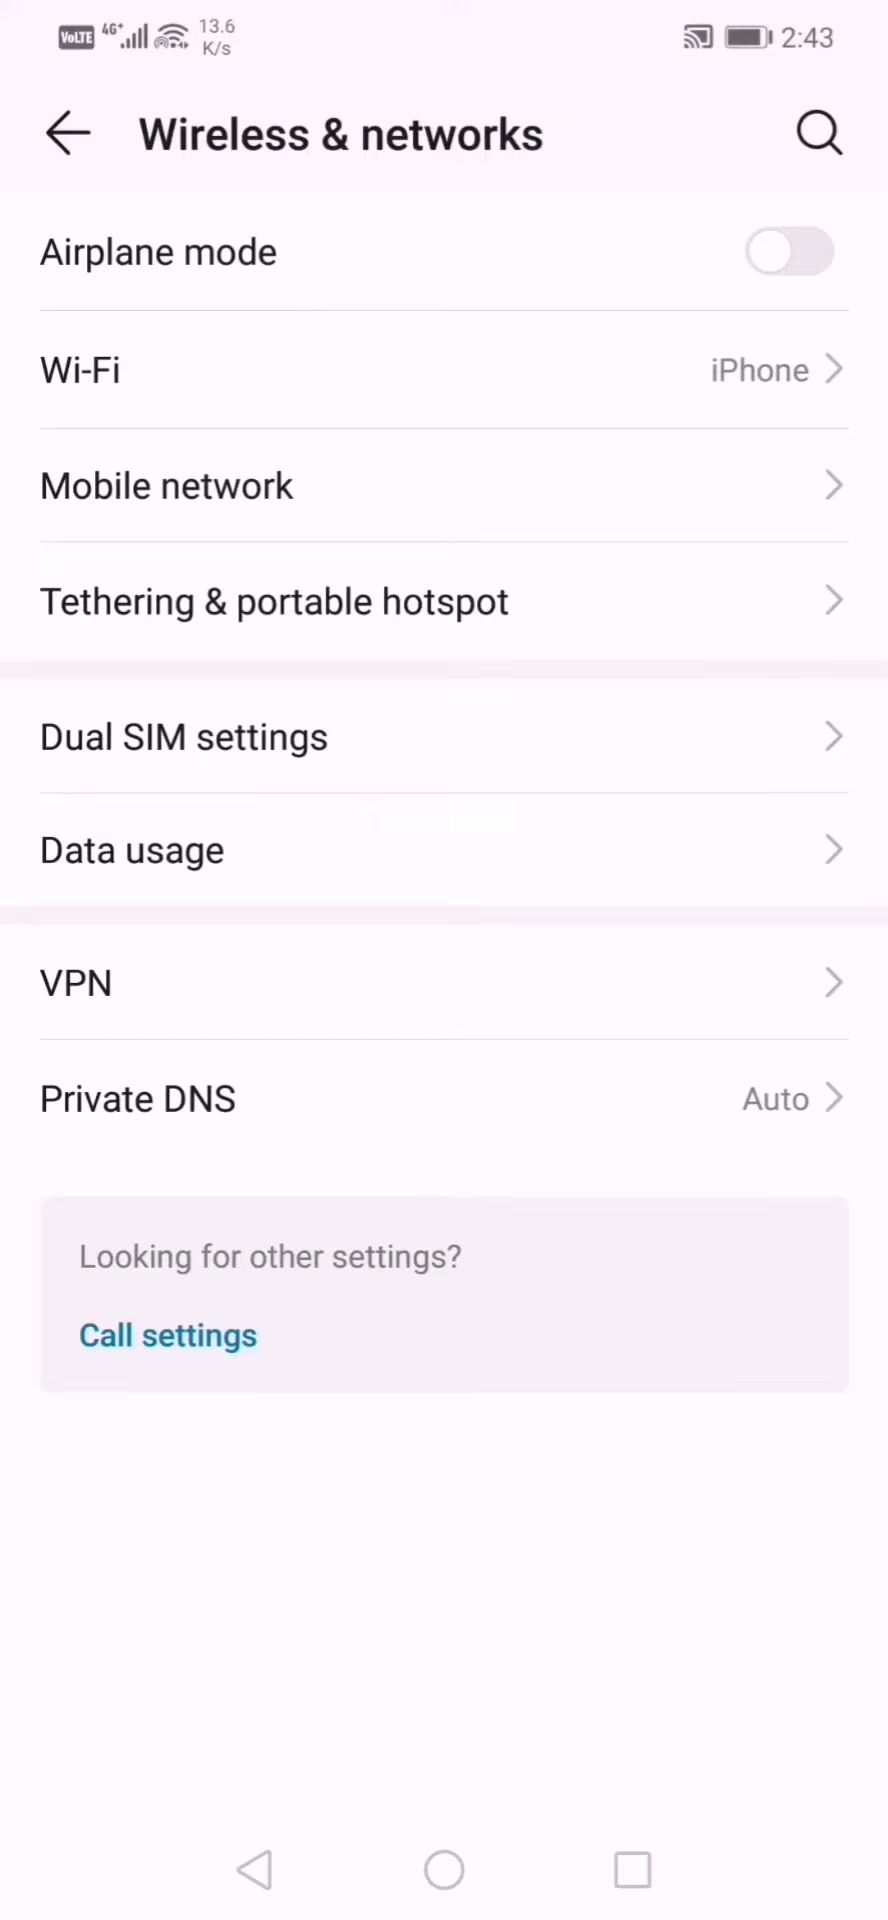 VoLTE 4G+ 13.6 K/s 2:43
Wireless & networks
Airplane mode
Wi-Fi iPhone
Mobile network
Tethering & portable hotspot
Dual SIM settings
Data usage
VPN
Private DNS Auto
Looking for other settings?
Call settings